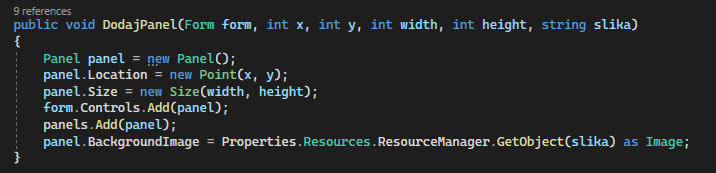 9 references
public void DodajPanel(Form form, int x, int y, int width, int height, string slika)
{
Panel panel = new Panel();
panel.Location = new Point(x, y);
panel.Size = new Size(width, height);
form.Controls.Add(panel);
panels.Add(panel);
panel.BackgroundImage = Properties.Resources.ResourceManager.GetObject(slika) as Image;
}